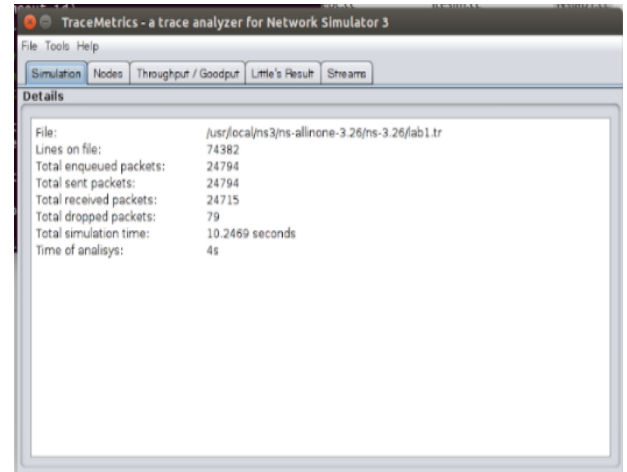 TraceMetrics - a trace analyzer for Network Simulator 3
File Tools Help
Simulation Nodes Throughput / Goodput Little's Result Streams
Details
File: /usr/local/ns3/ns-allinone-3.26/ns-3.26/lab1.tr
Lines on file: 74382
Total enqueued packets: 24794
Total sent packets: 24794
Total received packets: 24715
Total dropped packets: 79
Total simulation time: 10.2469 seconds
Time of analisys: 4s